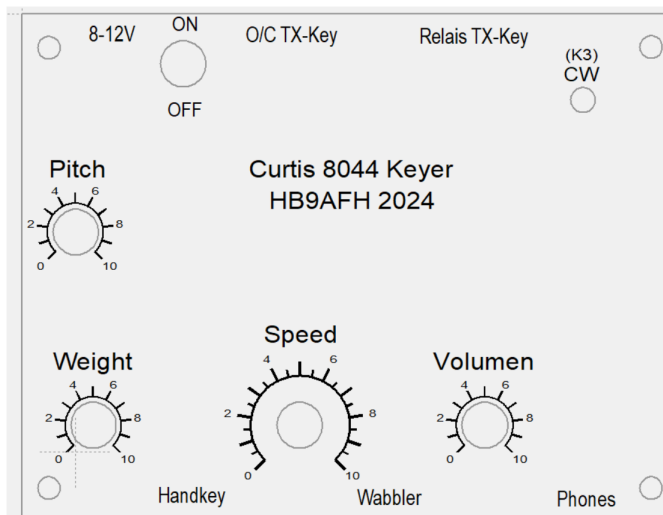 8-12V
ON
O/C TX-Key
Relais TX-Key
(K3)
CW
OFF
Pitch
Curtis 8044 Keyer
HB9AFH 2024
4 6
2 8
0 10
Speed
Weight
Volumen
4 6
2 8
0 10
4 6
2 8
0 10
4 6
2 8
0 10
Handkey
Wabbler
Phones